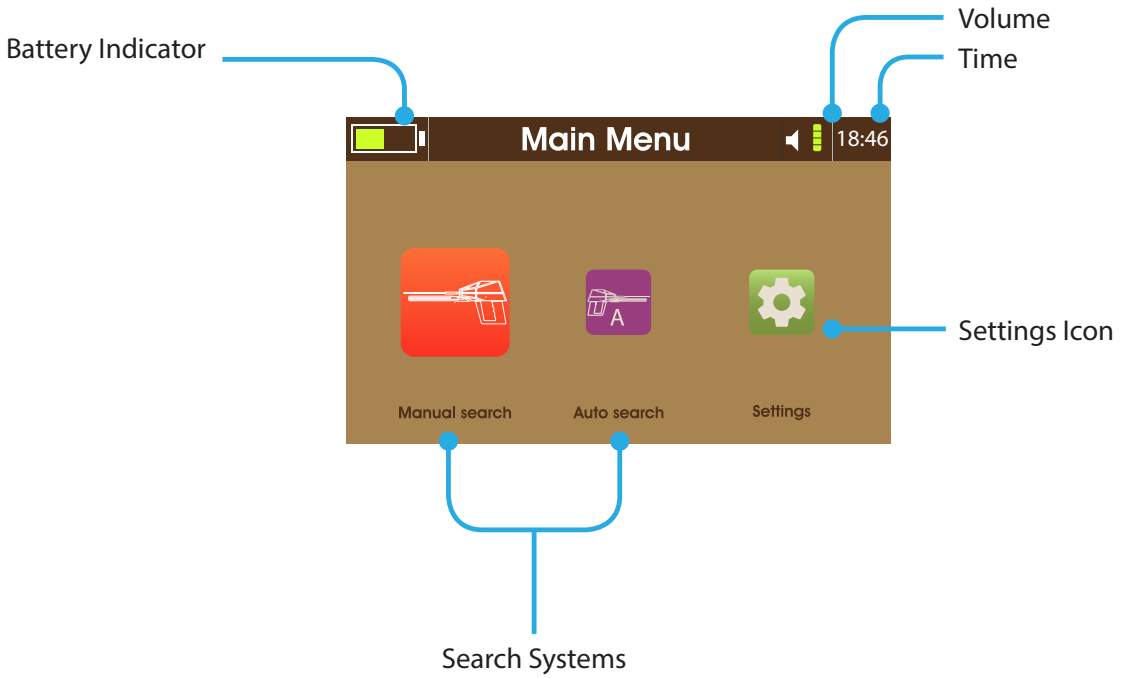 Volume
Battery Indicator
Time
Main Menu
18:46
A
Settings Icon
Manual search
Auto search
Settings
Search Systems